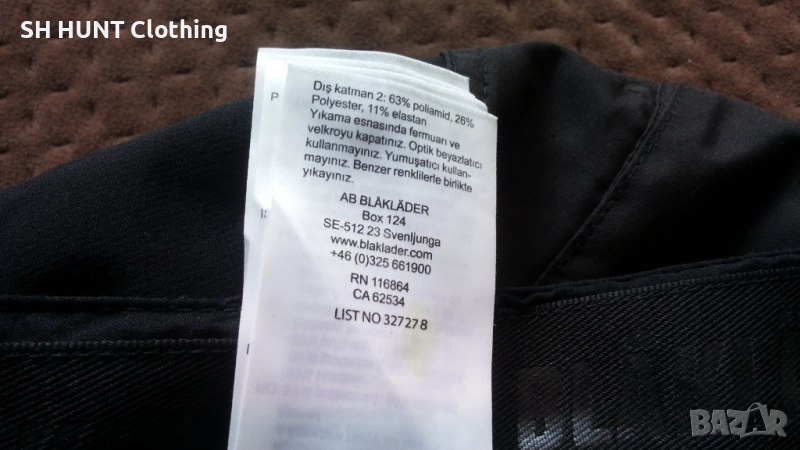 SH HUNT Clothing
P
Dış katman 2: 63% poliamid, 26%
Polyester, 11% elastan
Yıkama esnasında fermuarı ve
velkroyu kapatınız. Optik beyazlatıcı
kullanmayınız. Yumuşatıcı kullan-
mayınız. Benzer renklilerle birlikte
yıkayınız.
AB BLÅKLÄDER
Box 124
SE-512 23 Svenljunga
www.blaklader.com
+46 (0)325 661900
RN 116864
CA 62534
LIST NO 327278
BAZAR